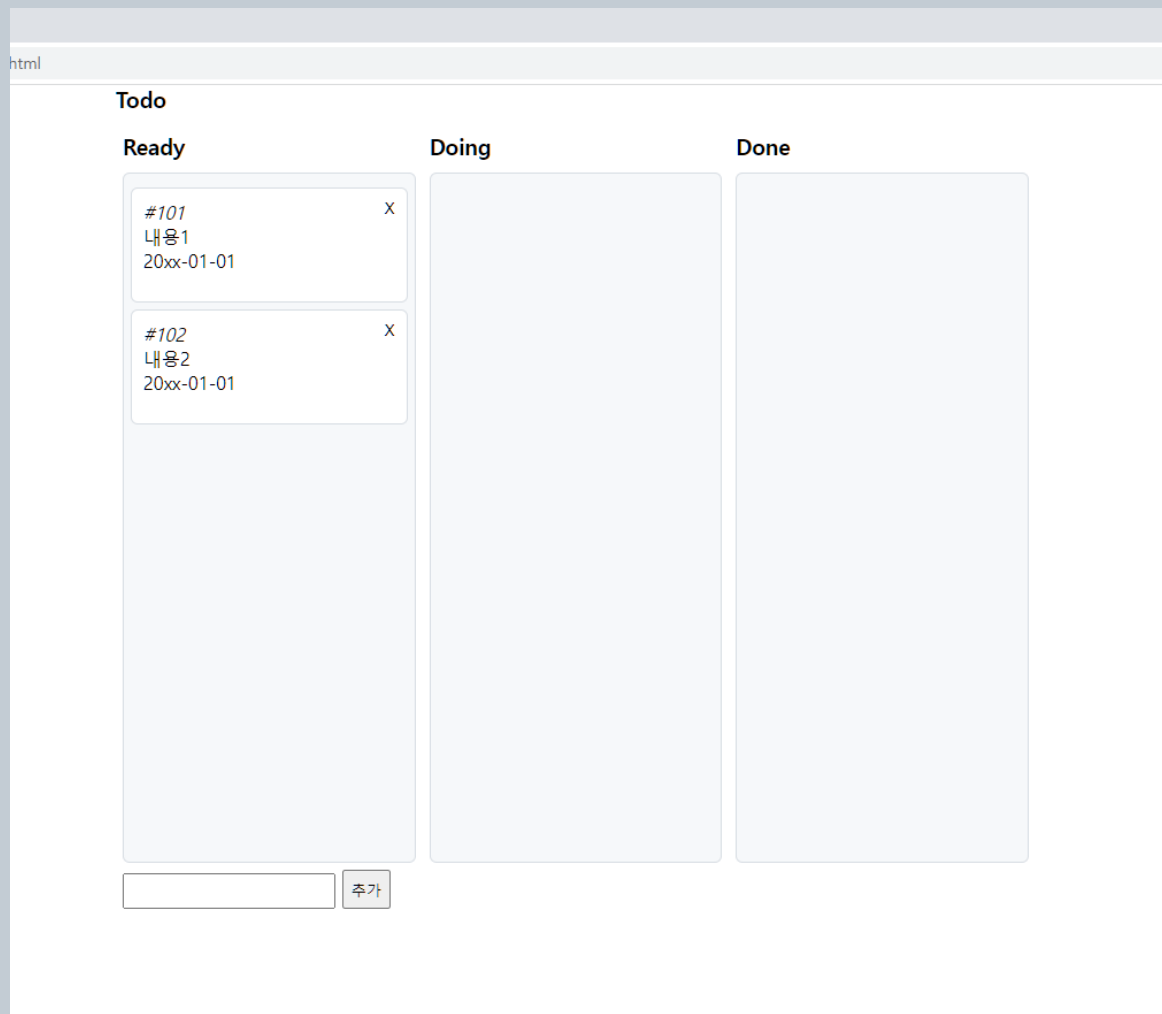 html
Todo
Ready
Doing
Done
#101
X
내용1
20xx-01-01
#102
X
내용2
20xx-01-01
추가